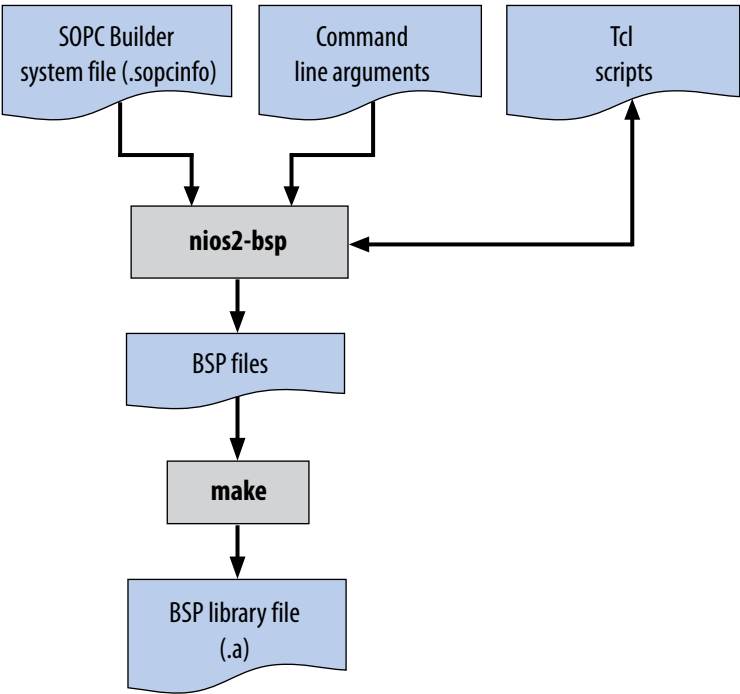 SOPC Builder
system file (.sopcinfo)
Command
line arguments
Tcl
scripts
nios2-bsp
BSP files
make
BSP library file
(.a)